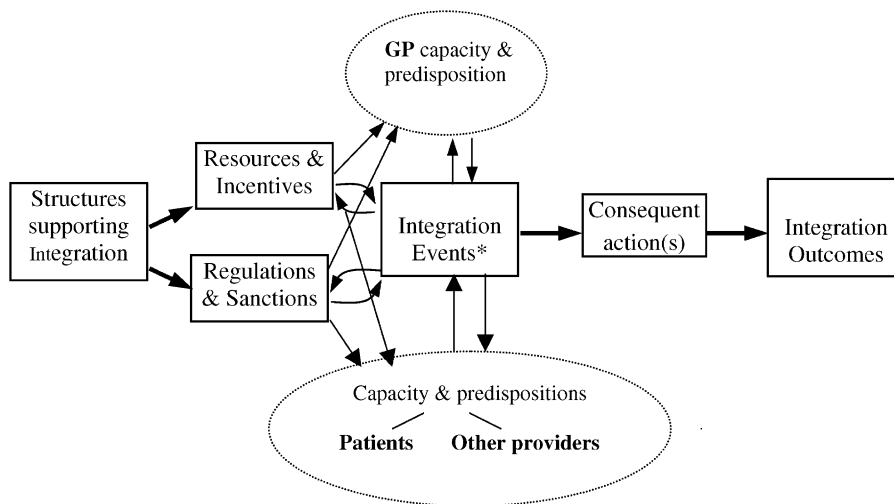 GP capacity &
predisposition
Resources &
Incentives
Structures
supporting
Integration
Regulations
& Sanctions
Integration
Events*
Consequent
action(s)
Integration
Outcomes
Capacity & predispositions
Patients
Other providers